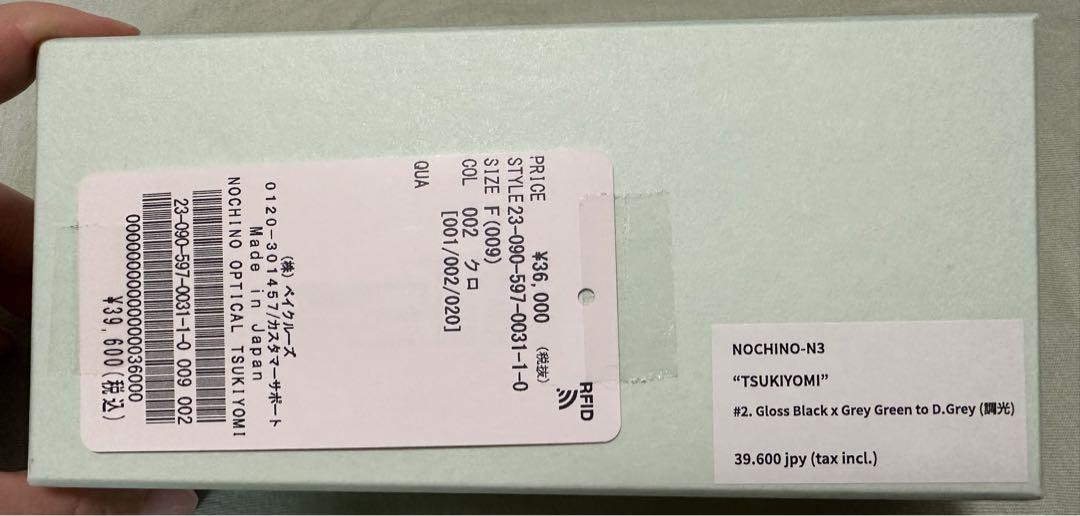 PRICE ¥36,000 (税抜)
STYLE 23-090-597-0031-1-0
SIZE F(009)
COL 002 クロ
[001/002/020]
QUA
RFID
(株)ベイクルーズ
0120-301457/カスタマーサポート
Made in Japan
NOCHINO OPTICAL TSUKIYOMI
23-090-597-0031-1-0 009 002
¥39,600(税込)
NOCHINO-N3
“TSUKIYOMI”
#2. Gloss Black x Grey Green to D.Grey (調光)
39.600 jpy (tax incl.)